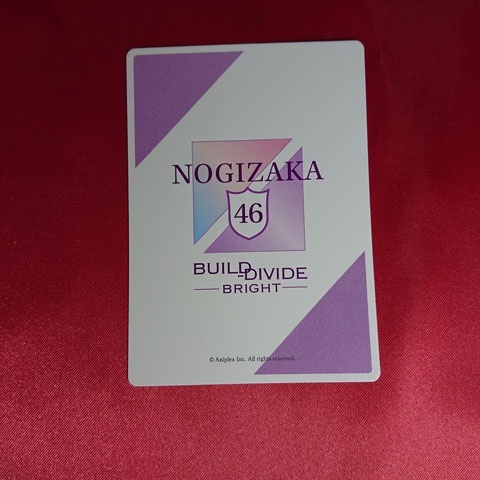 NOGIZAKA
46
BUILD-DIVIDE
BRIGHT
© Aniplex Inc. All rights reserved.